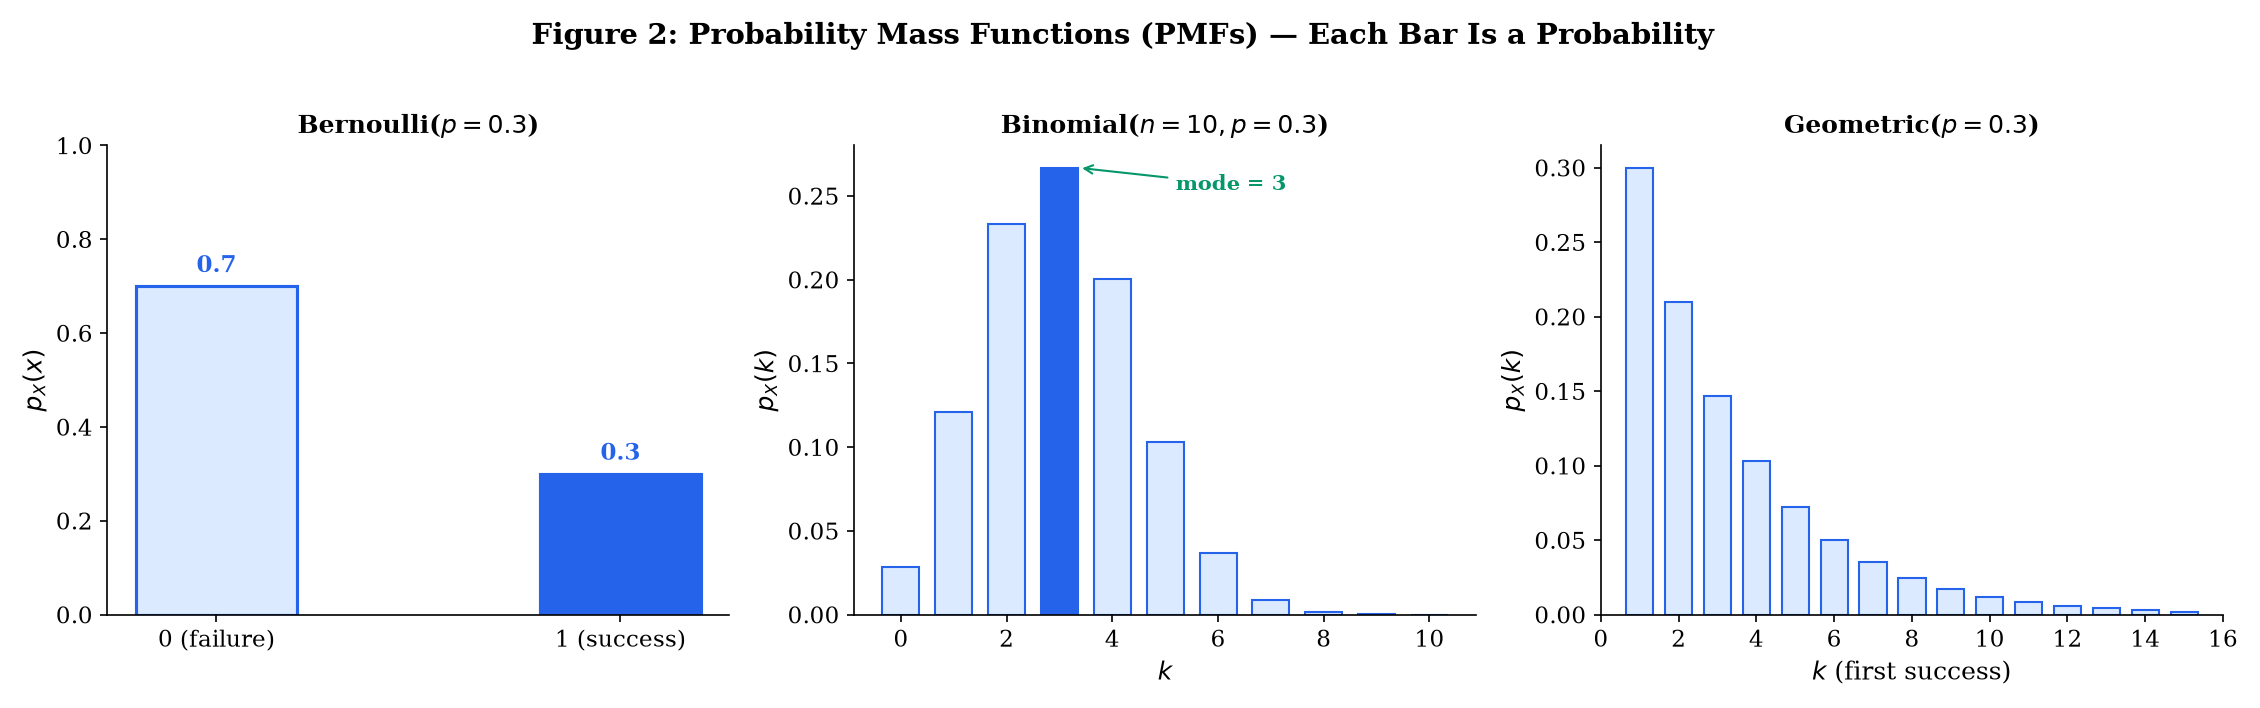 Figure 2: Probability Mass Functions (PMFs) — Each Bar Is a Probability
Bernoulli(p = 0.3)
p_X(x)
1.0
0.8
0.6
0.4
0.2
0.0
0.7
0.3
0 (failure)
1 (success)
Binomial(n = 10, p = 0.3)
p_X(k)
0.25
0.20
0.15
0.10
0.05
0.00
mode = 3
0 2 4 6 8 10
k
Geometric(p = 0.3)
p_X(k)
0.30
0.25
0.20
0.15
0.10
0.05
0.00
0 2 4 6 8 10 12 14 16
k (first success)